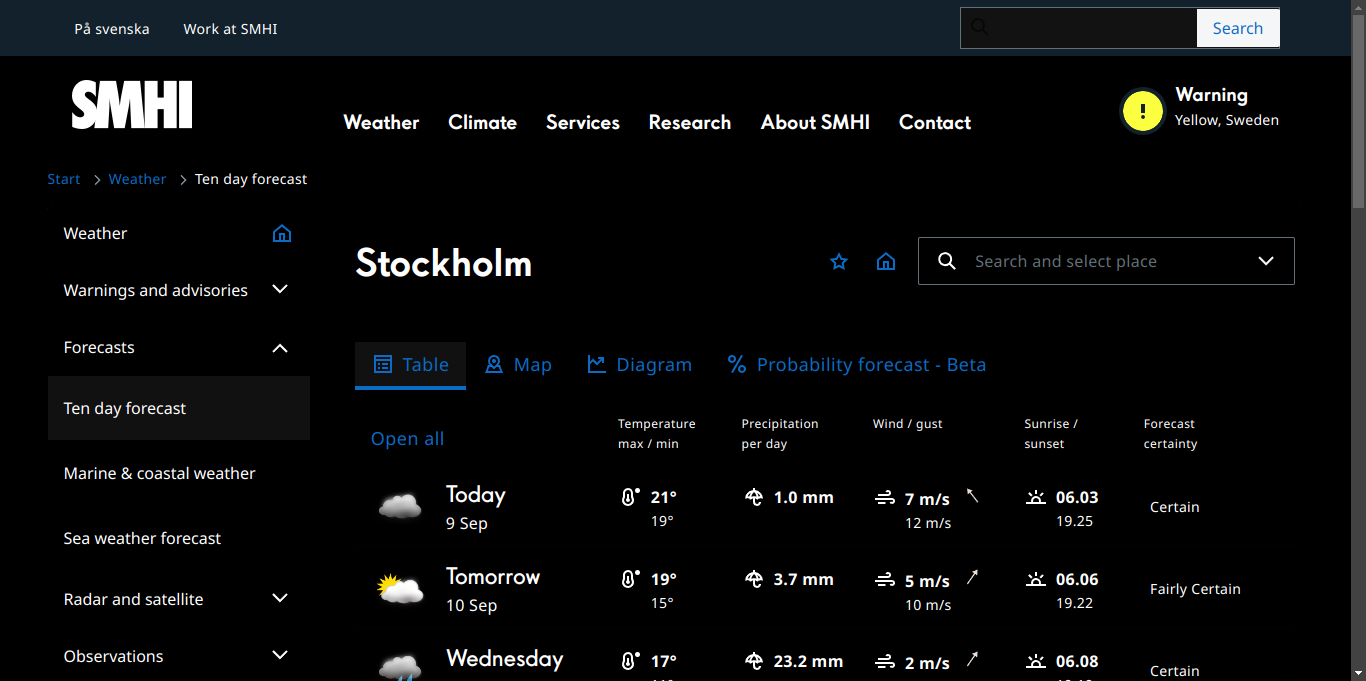 På svenska
Work at SMHI
Search
SMHI
Weather
Climate
Services
Research
About SMHI
Contact
Warning
Yellow, Sweden
Start
Weather
Ten day forecast
Weather
Warnings and advisories
Forecasts
Ten day forecast
Marine & coastal weather
Sea weather forecast
Radar and satellite
Observations
Stockholm
Search and select place
Table
Map
Diagram
Probability forecast - Beta
Open all
Temperature
max / min
Precipitation
per day
Wind / gust
Sunrise /
sunset
Forecast
certainty
Today
9 Sep
21°
19°
1.0 mm
7 m/s
12 m/s
06.03
19.25
Certain
Tomorrow
10 Sep
19°
15°
3.7 mm
5 m/s
10 m/s
06.06
19.22
Fairly Certain
Wednesday
17°
23.2 mm
2 m/s
06.08
Certain